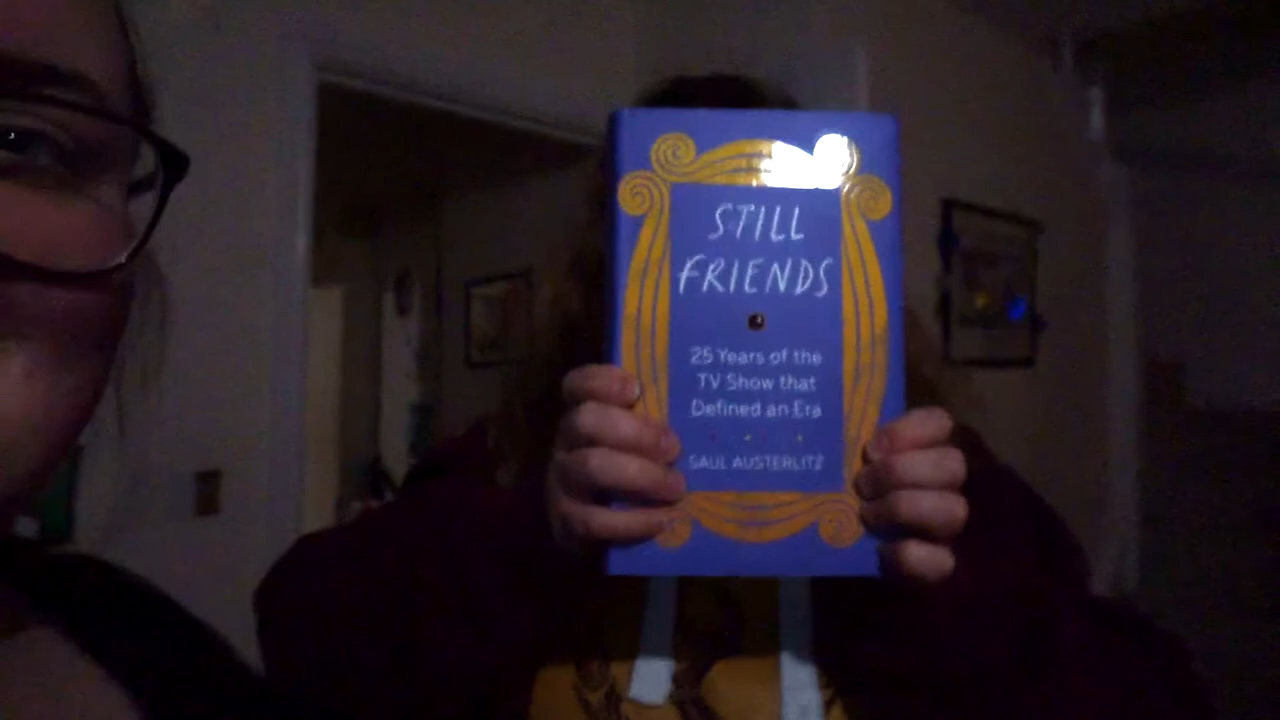 STILL
FRIENDS
25 Years of the
TV Show that
Defined an Era
SAUL AUSTERLITZ